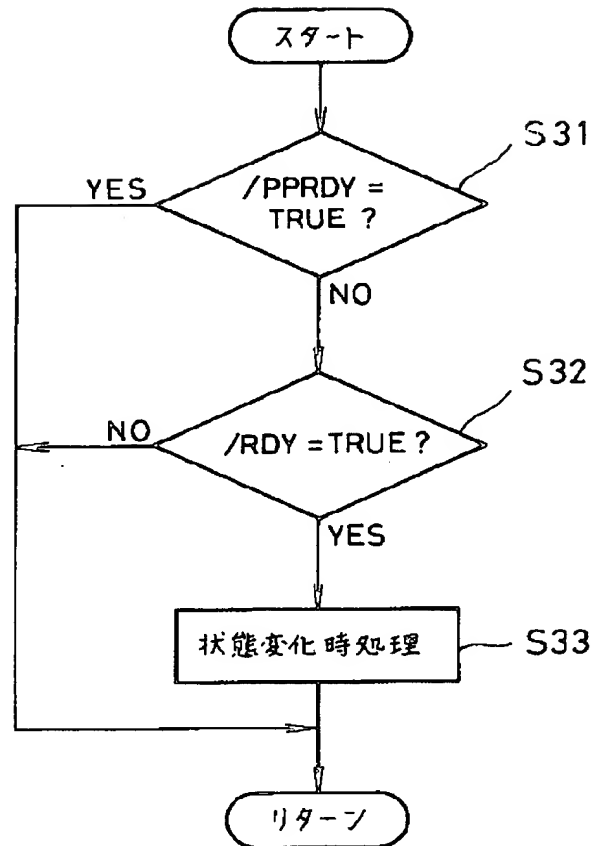 スタート
S31
YES
/PPRDY =
TRUE ?
NO
S32
NO
/RDY = TRUE ?
YES
状態変化時処理
S33
リターン